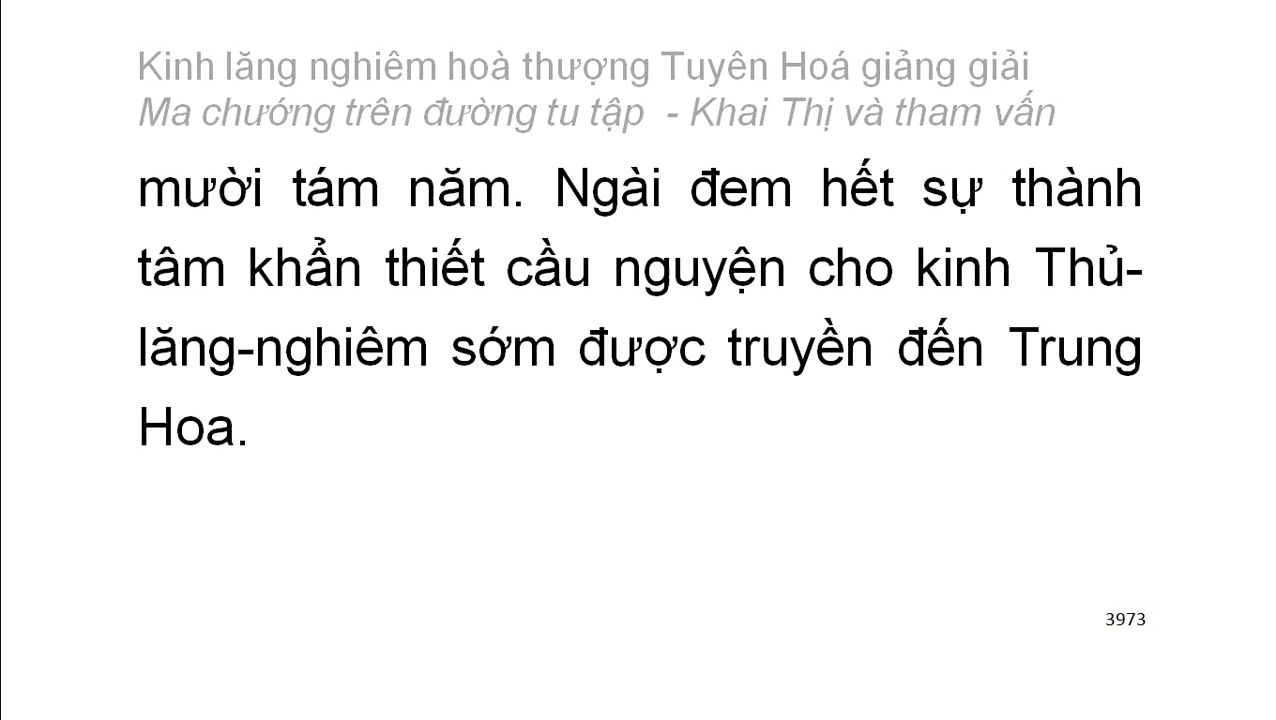 Kinh lăng nghiêm hoà thượng Tuyên Hoá giảng giải
Ma chướng trên đường tu tập - Khai Thị và tham vấn
mười tám năm. Ngài đem hết sự thành
tâm khẩn thiết cầu nguyện cho kinh Thủ-
lăng-nghiêm sớm được truyền đến Trung
Hoa.
3973